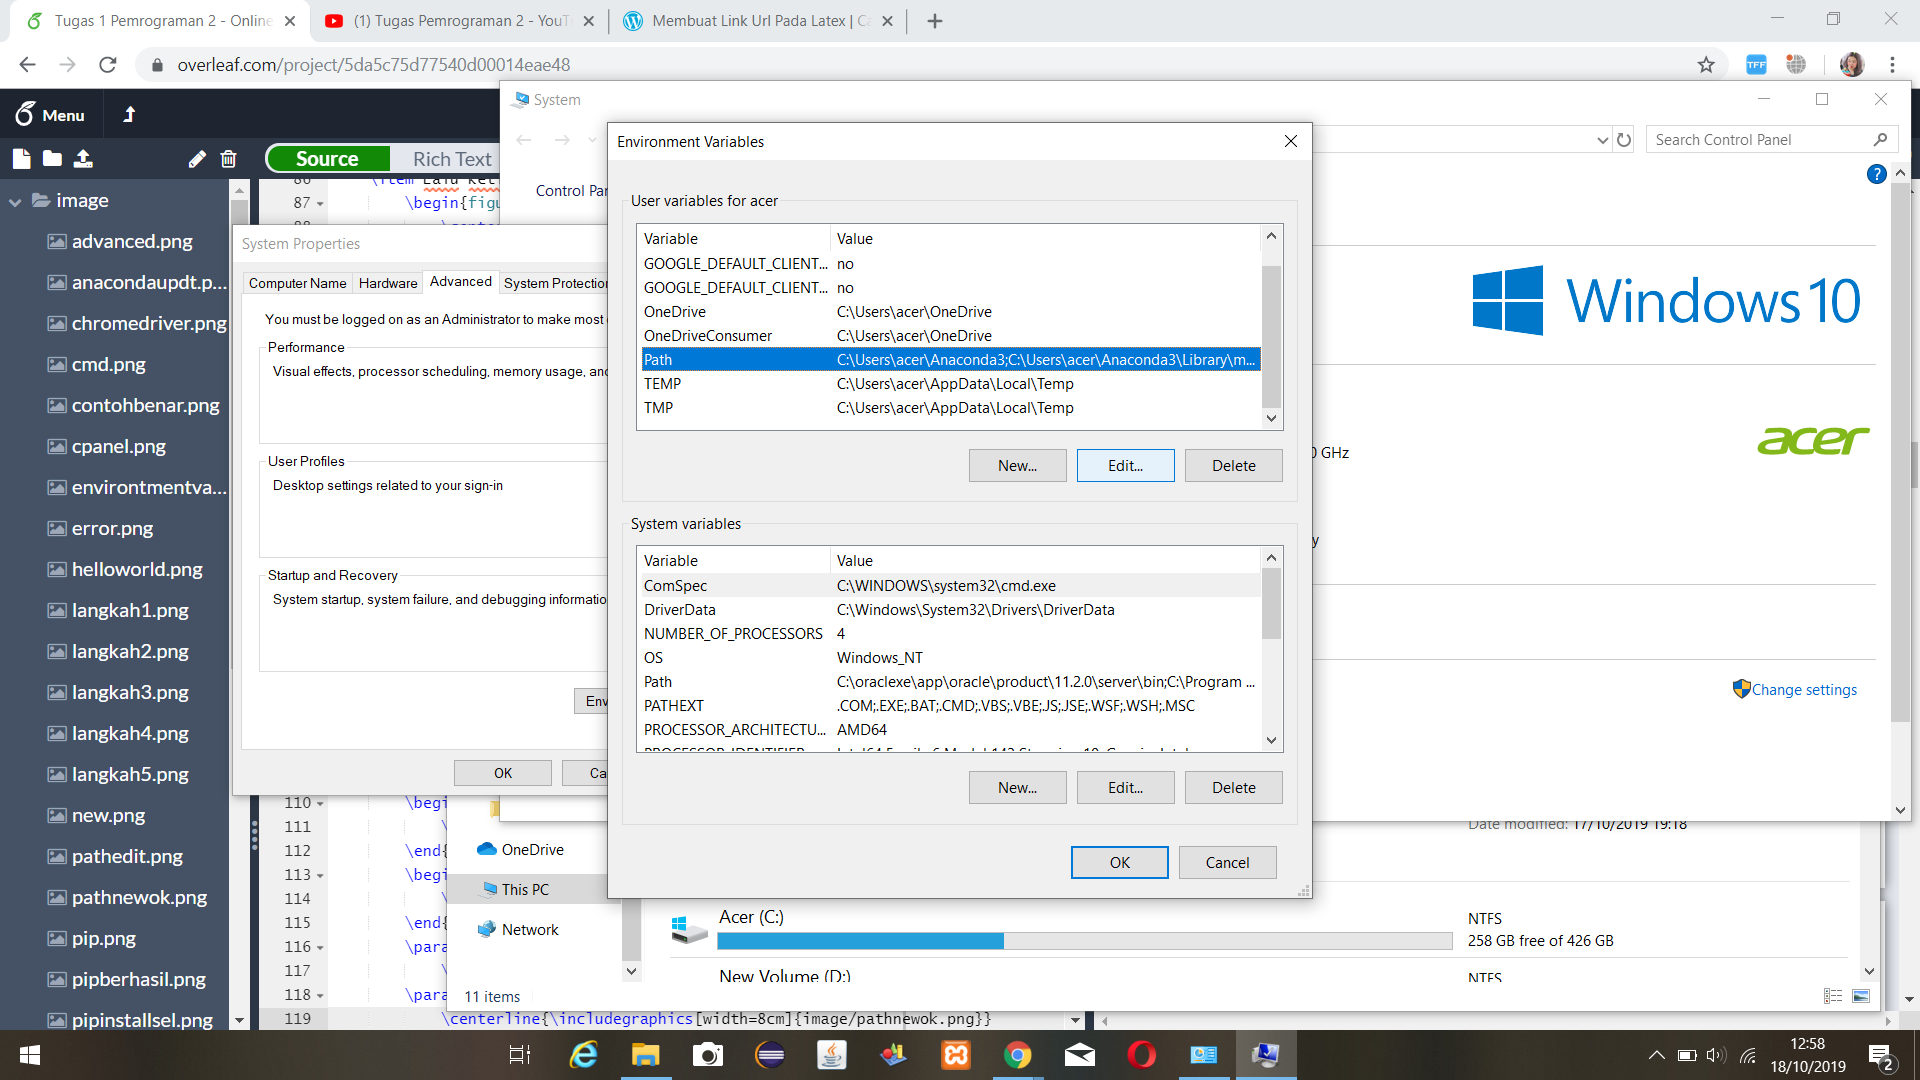 Tugas 1 Pemrograman 2 - Online
(1) Tugas Pemrograman 2 - YouT
Membuat Link Url Pada Latex | Ca
overleaf.com/project/5da5c75d77540d00014eae48
TFF
Menu
Source
Rich Text
image
advanced.png
anacondaupdt.p...
chromedriver.png
cmd.png
contohbenar.png
cpanel.png
environtmentva...
error.png
helloworld.png
langkah1.png
langkah2.png
langkah3.png
langkah4.png
langkah5.png
new.png
pathedit.png
pathnewok.png
pip.png
pipberhasil.png
pipinstallsel.png
86 \item Lalu ket
87 \begin{figu
88
110 \begi
111 \
112 \end{
113 \begi
114 \
115 \end{
116 \para
117 \
118 \para
119 \centerline{\includegraphics[width=8cm]{image/pathnewok.png}}
System
Control Pan
Search Control Panel
Windows 10
acer
0 GHz
y
Change settings
System Properties
Computer Name
Hardware
Advanced
System Protection
You must be logged on as an Administrator to make most
Performance
Visual effects, processor scheduling, memory usage, and
User Profiles
Desktop settings related to your sign-in
Startup and Recovery
System startup, system failure, and debugging informatio
Env
OK
Ca
Environment Variables
User variables for acer
Variable Value
GOOGLE_DEFAULT_CLIENT... no
GOOGLE_DEFAULT_CLIENT... no
OneDrive C:\Users\acer\OneDrive
OneDriveConsumer C:\Users\acer\OneDrive
Path C:\Users\acer\Anaconda3;C:\Users\acer\Anaconda3\Library\m...
TEMP C:\Users\acer\AppData\Local\Temp
TMP C:\Users\acer\AppData\Local\Temp
New... Edit... Delete
System variables
Variable Value
ComSpec C:\WINDOWS\system32\cmd.exe
DriverData C:\Windows\System32\Drivers\DriverData
NUMBER_OF_PROCESSORS 4
OS Windows_NT
Path C:\oraclexe\app\oracle\product\11.2.0\server\bin;C:\Program ...
PATHEXT .COM;.EXE;.BAT;.CMD;.VBS;.VBE;.JS;.JSE;.WSF;.WSH;.MSC
PROCESSOR_ARCHITECTU... AMD64
New... Edit... Delete
OK Cancel
OneDrive
This PC
Network
11 items
Date modified: 17/10/2019 19:18
Acer (C:)
NTFS
258 GB free of 426 GB
New Volume (D:)
NTFS
12:58
18/10/2019
2